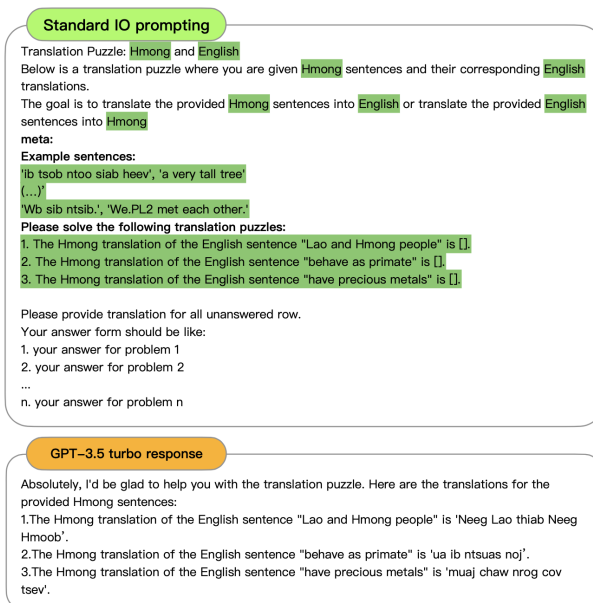 Standard IO prompting
Translation Puzzle: Hmong and English
Below is a translation puzzle where you are given Hmong sentences and their corresponding English
translations.
The goal is to translate the provided Hmong sentences into English or translate the provided English
sentences into Hmong
meta:
Example sentences:
'ib tsob ntoo siab heev', 'a very tall tree'
(...)’
'Wb sib ntsib.', 'We.PL2 met each other.'
Please solve the following translation puzzles:
1. The Hmong translation of the English sentence "Lao and Hmong people" is [].
2. The Hmong translation of the English sentence "behave as primate" is [].
3. The Hmong translation of the English sentence "have precious metals" is [].
Please provide translation for all unanswered row.
Your answer form should be like:
1. your answer for problem 1
2. your answer for problem 2
...
n. your answer for problem n
GPT-3.5 turbo response
Absolutely, I'd be glad to help you with the translation puzzle. Here are the translations for the
provided Hmong sentences:
1.The Hmong translation of the English sentence "Lao and Hmong people" is 'Neeg Lao thiab Neeg
Hmoob’.
2.The Hmong translation of the English sentence "behave as primate" is 'ua ib ntsuas noj’.
3.The Hmong translation of the English sentence "have precious metals" is 'muaj chaw nrog cov
tsev'.